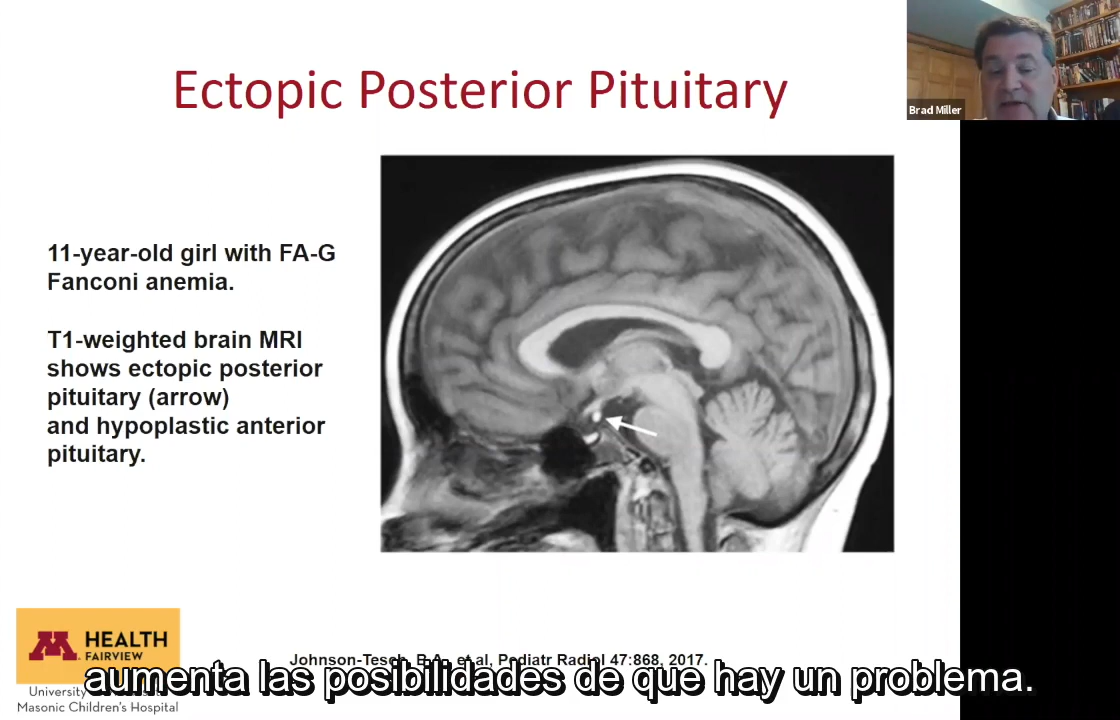 Ectopic Posterior Pituitary
Brad Miller
11-year-old girl with FA-G
Fanconi anemia.
T1-weighted brain MRI
shows ectopic posterior
pituitary (arrow)
and hypoplastic anterior
pituitary.
M
HEALTH
FAIRVIEW
Johnson-Tesch, B.A., et al, Pediatr Radiol 47:868, 2017.
aumenta las posibilidades de que hay un problema.
Masonic Children's Hospital